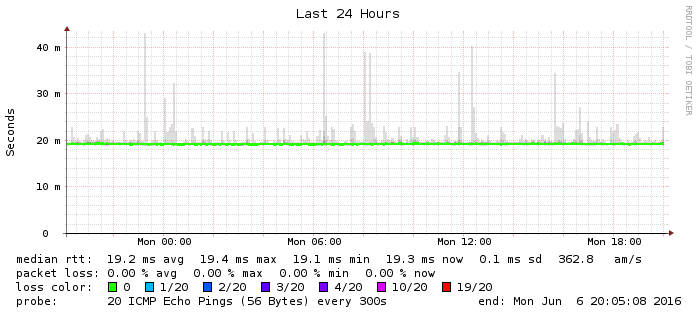 Last 24 Hours
RRDTOOL / TOBI OETIKER
Seconds
40 m
30 m
20 m
10 m
0
Mon 00:00 Mon 06:00 Mon 12:00 Mon 18:00
median rtt: 19.2 ms avg 19.4 ms max 19.1 ms min 19.3 ms now 0.1 ms sd 362.8 am/s
packet loss: 0.00 % avg 0.00 % max 0.00 % min 0.00 % now
loss color: 0 1/20 2/20 3/20 4/20 10/20 19/20
probe: 20 ICMP Echo Pings (56 Bytes) every 300s end: Mon Jun 6 20:05:08 2016